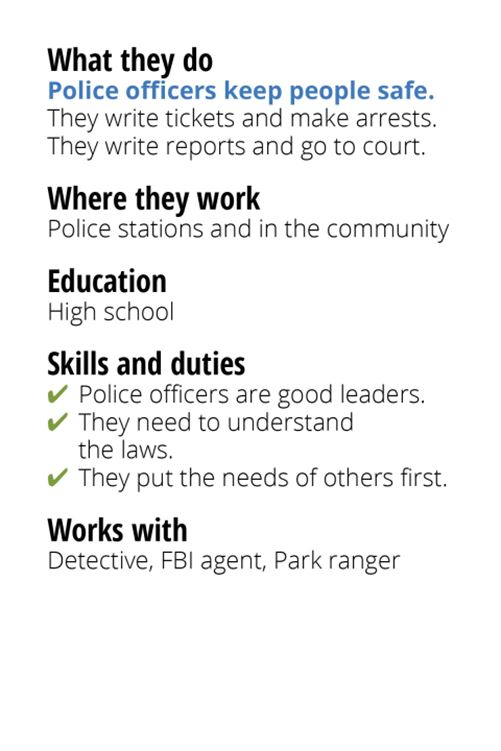 What they do
Police officers keep people safe.
They write tickets and make arrests.
They write reports and go to court.
Where they work
Police stations and in the community
Education
High school
Skills and duties
✔ Police officers are good leaders.
✔ They need to understand
the laws.
✔ They put the needs of others first.
Works with
Detective, FBI agent, Park ranger